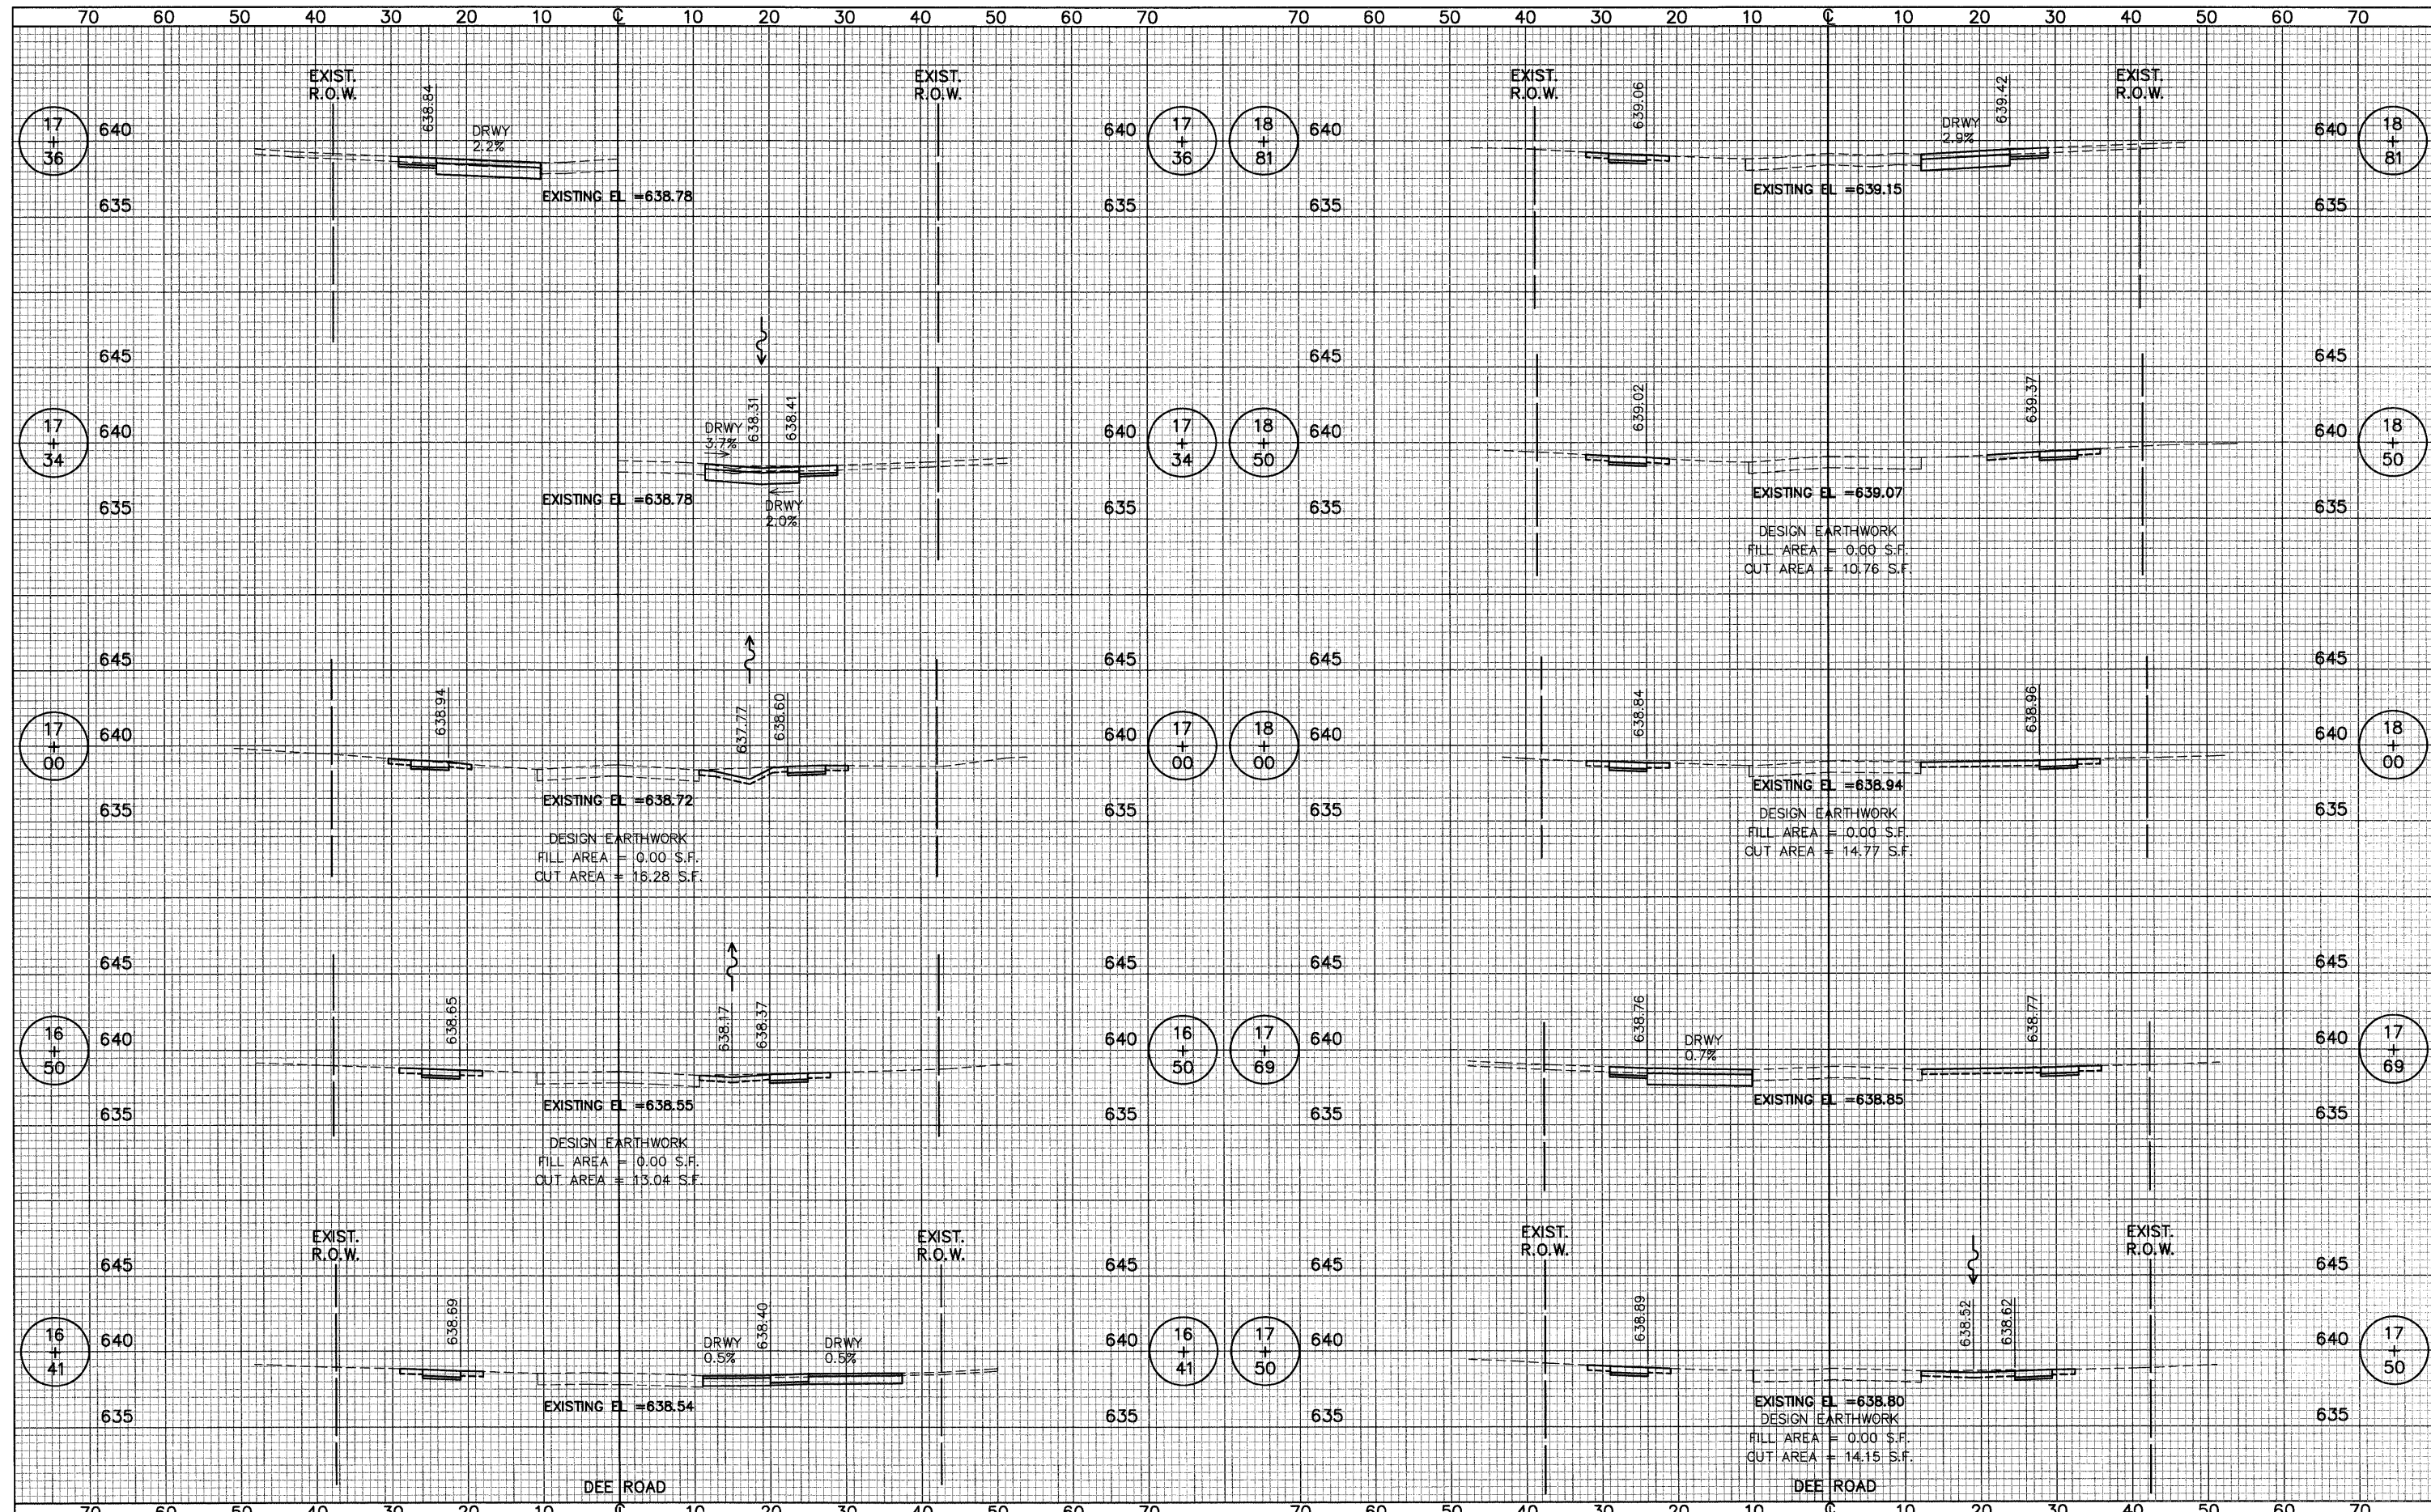 70 60 50 40 30 20 10 ℄ 10 20 30 40 50 70 70 50 40 30 20 10 ℄ 10 20 30 40 50 60 70
EXIST.
R.O.W.
638.84
DRWY
2.2%
EXIST.
R.O.W.
17
+
36
640
640
17
+
36
EXISTING EL =638.78
635
645
17
+
34
640
DRWY
3.7%
638.31
638.41
640
17
+
34
EXISTING EL =638.78
DRWY
2.0%
635
635
645
645
17
+
00
640
638.94
637.77
638.60
640
17
+
00
635
EXISTING EL =638.72
635
DESIGN EARTHWORK
FILL AREA = 0.00 S.F.
CUT AREA = 16.28 S.F.
645
645
16
+
50
640
638.65
638.17
638.37
640
16
+
50
635
EXISTING EL =638.55
635
DESIGN EARTHWORK
FILL AREA = 0.00 S.F.
CUT AREA = 13.04 S.F.
EXIST.
R.O.W.
EXIST.
R.O.W.
645
645
16
+
41
640
638.69
DRWY
0.5%
638.40
DRWY
0.5%
640
16
+
41
635
EXISTING EL =638.54
635
DEE ROAD
EXIST.
R.O.W.
639.06
DRWY
2.9%
639.42
EXIST.
R.O.W.
18
+
81
640
640
18
+
81
EXISTING EL =639.15
635
635
645
645
18
+
50
640
639.02
639.37
640
18
+
50
635
EXISTING EL =639.07
635
DESIGN EARTHWORK
FILL AREA = 0.00 S.F.
CUT AREA = 10.76 S.F.
645
645
18
+
00
640
638.84
638.96
640
18
+
00
635
EXISTING EL =638.94
635
DESIGN EARTHWORK
FILL AREA = 0.00 S.F.
CUT AREA = 14.77 S.F.
645
645
17
+
69
640
638.76
DRWY
0.7%
638.77
640
17
+
69
635
EXISTING EL =638.85
635
EXIST.
R.O.W.
EXIST.
R.O.W.
645
645
17
+
50
640
638.89
638.52
638.62
640
17
+
50
635
EXISTING EL =638.80
635
DESIGN EARTHWORK
FILL AREA = 0.00 S.F.
CUT AREA = 14.15 S.F.
DEE ROAD
70 60 50 40 30 20 10 ℄ 10 20 30 40 50 70 70 50 40 30 20 10 ℄ 10 20 30 40 50 60 70